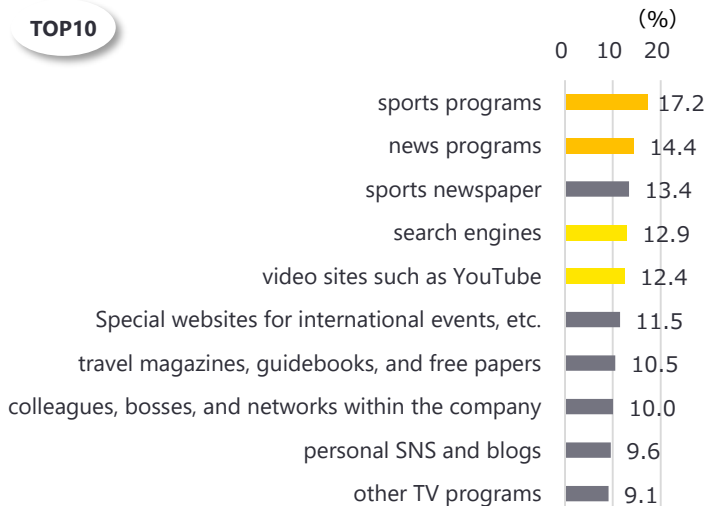 TOP10
(%)
0 10 20
sports programs 17.2
news programs 14.4
sports newspaper 13.4
search engines 12.9
video sites such as YouTube 12.4
Special websites for international events, etc. 11.5
travel magazines, guidebooks, and free papers 10.5
colleagues, bosses, and networks within the company 10.0
personal SNS and blogs 9.6
other TV programs 9.1